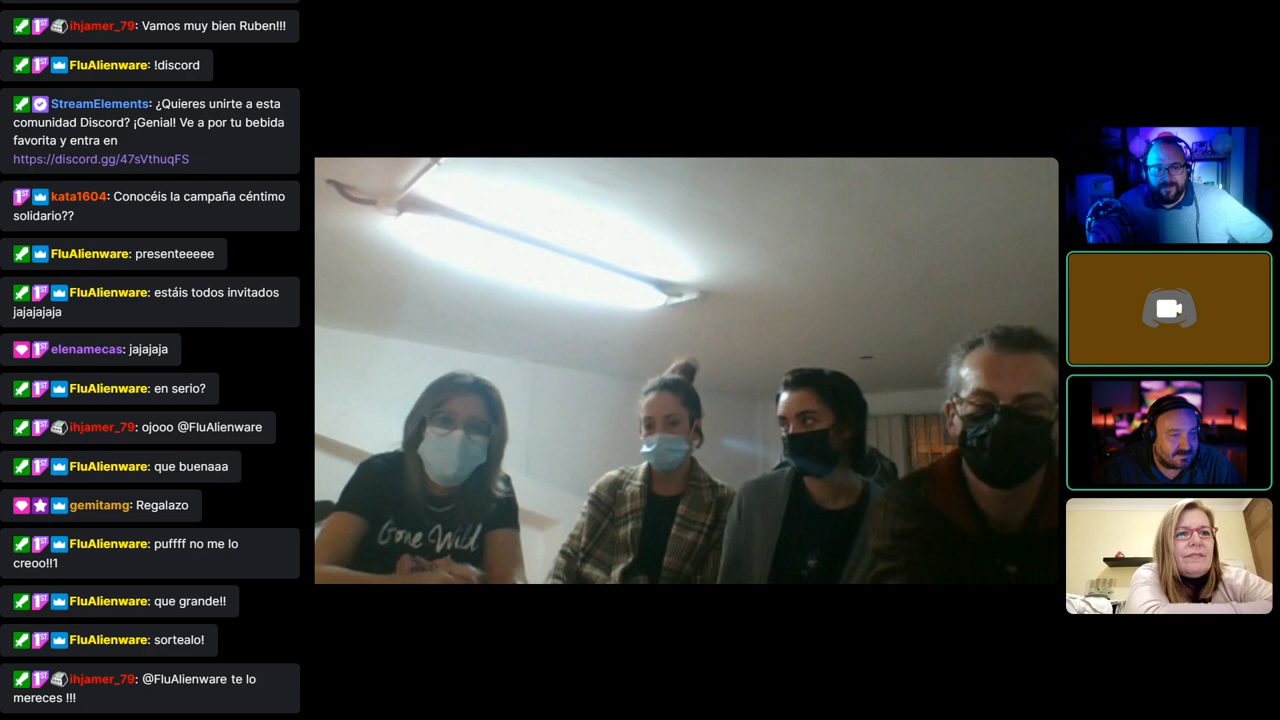 ihjamer_79: Vamos muy bien Ruben!!!
FluAlienware: !discord
StreamElements: ¿Quieres unirte a esta
comunidad Discord? ¡Genial! Ve a por tu bebida
favorita y entra en
https://discord.gg/47sVthuqFS
kata1604: Conocéis la campaña céntimo
solidario??
FluAlienware: presenteeeee
FluAlienware: estáis todos invitados
jajajajaja
elenamecas: jajajaja
FluAlienware: en serio?
ihjamer_79: ojooo @FluAlienware
FluAlienware: que buenaaa
gemitamg: Regalazo
FluAlienware: puffff no me lo
creoo!!1
FluAlienware: que grande!!
FluAlienware: sortealo!
ihjamer_79: @FluAlienware te lo
mereces !!!
Gone Wild